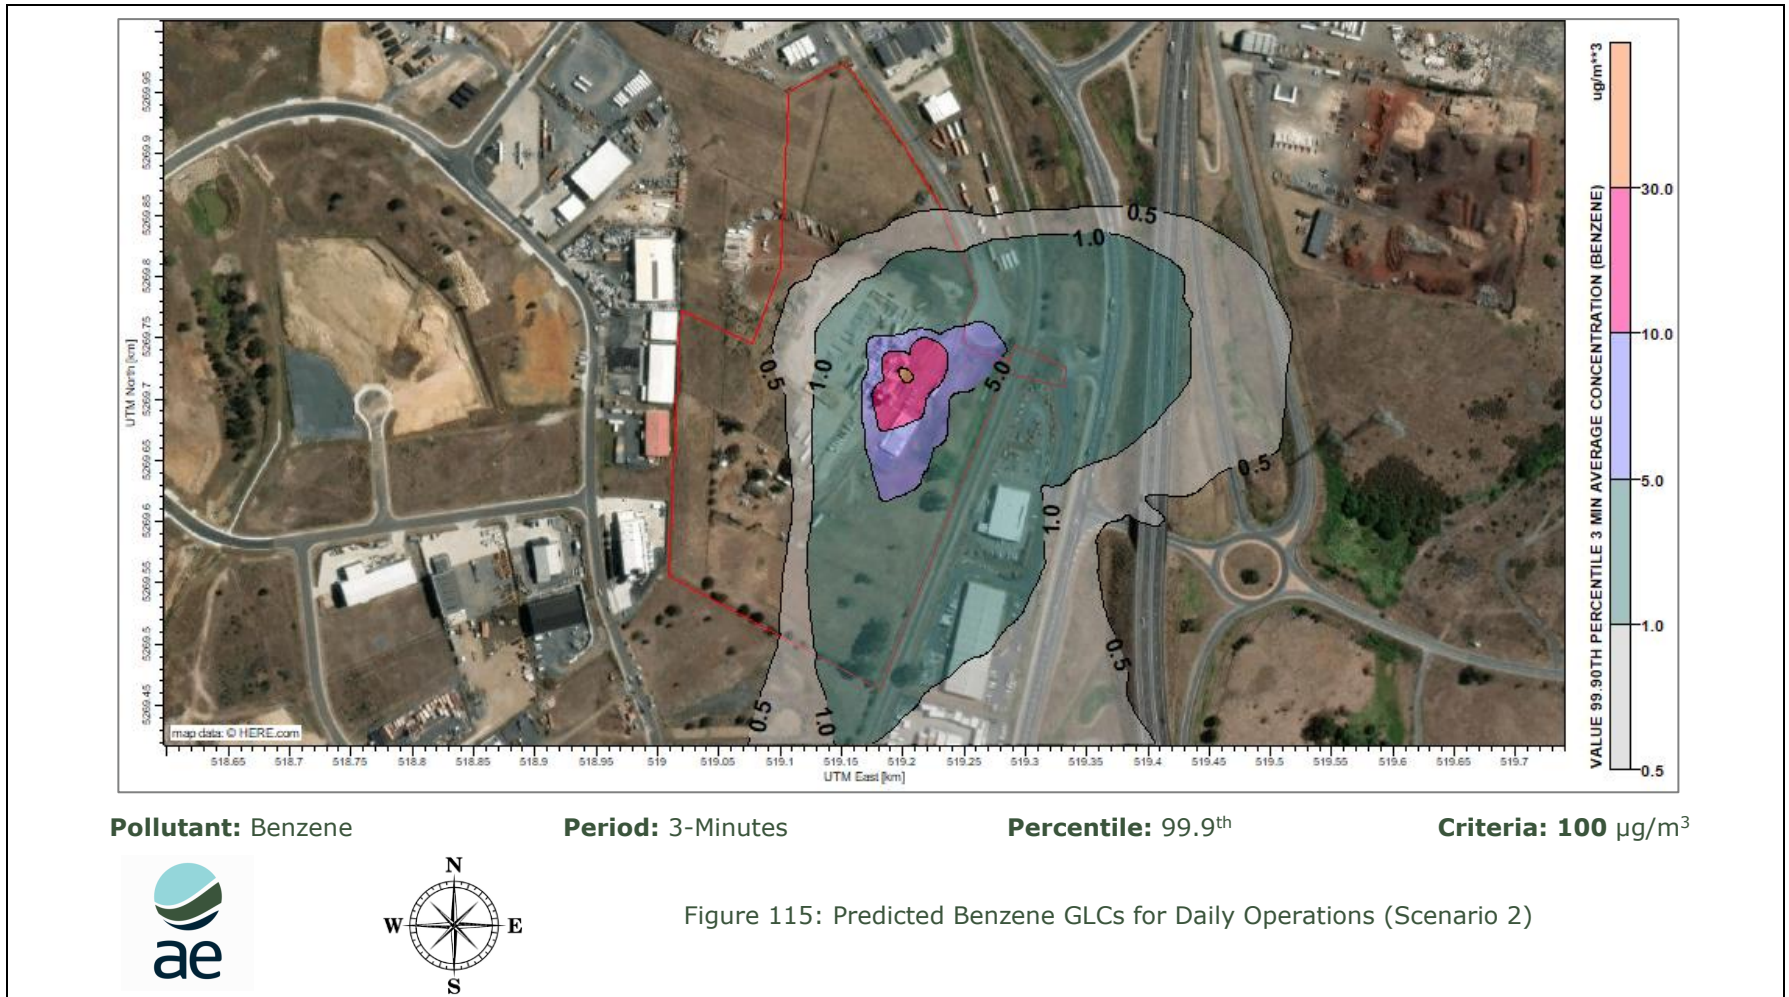 ug/m**3
VALUE 99.90TH PERCENTILE 3 MIN AVERAGE CONCENTRATION (BENZENE)
30.0
10.0
5.0
1.0
0.5
UTM North [km]
5269.95
5269.9
5269.85
5269.8
5269.75
5269.7
5269.65
5269.6
5269.55
5269.5
5269.45
0.5
1.0
0.5
1.0
5.0
0.5
1.0
0.5
0.5
1.0
map data: © HERE.com
518.65 518.7 518.75 518.8 518.85 518.9 518.95 519 519.05 519.1 519.15 519.2 519.25 519.3 519.35 519.4 519.45 519.5 519.55 519.6 519.65 519.7
UTM East [km]
Pollutant: Benzene Period: 3-Minutes Percentile: 99.9th Criteria: 100 µg/m3
ae
N
W E
S
Figure 115: Predicted Benzene GLCs for Daily Operations (Scenario 2)